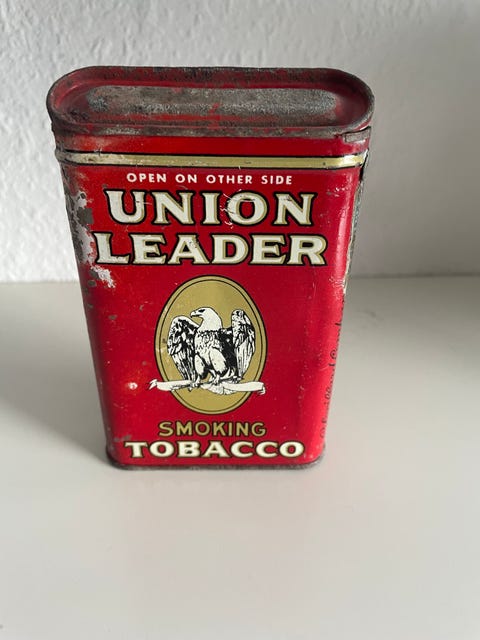 OPEN ON OTHER SIDE
UNION
LEADER
SMOKING
TOBACCO